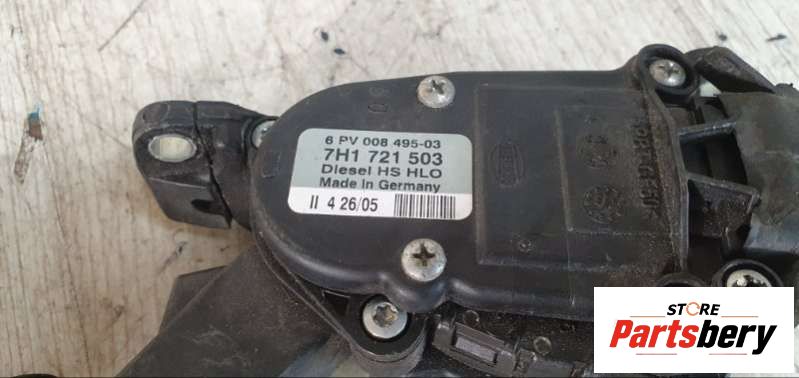 6 PV 008 495-03
7H1 721 503
Diesel HS HLO
Made in Germany
II 4 26/05
HELLA
STORE
Partsbery